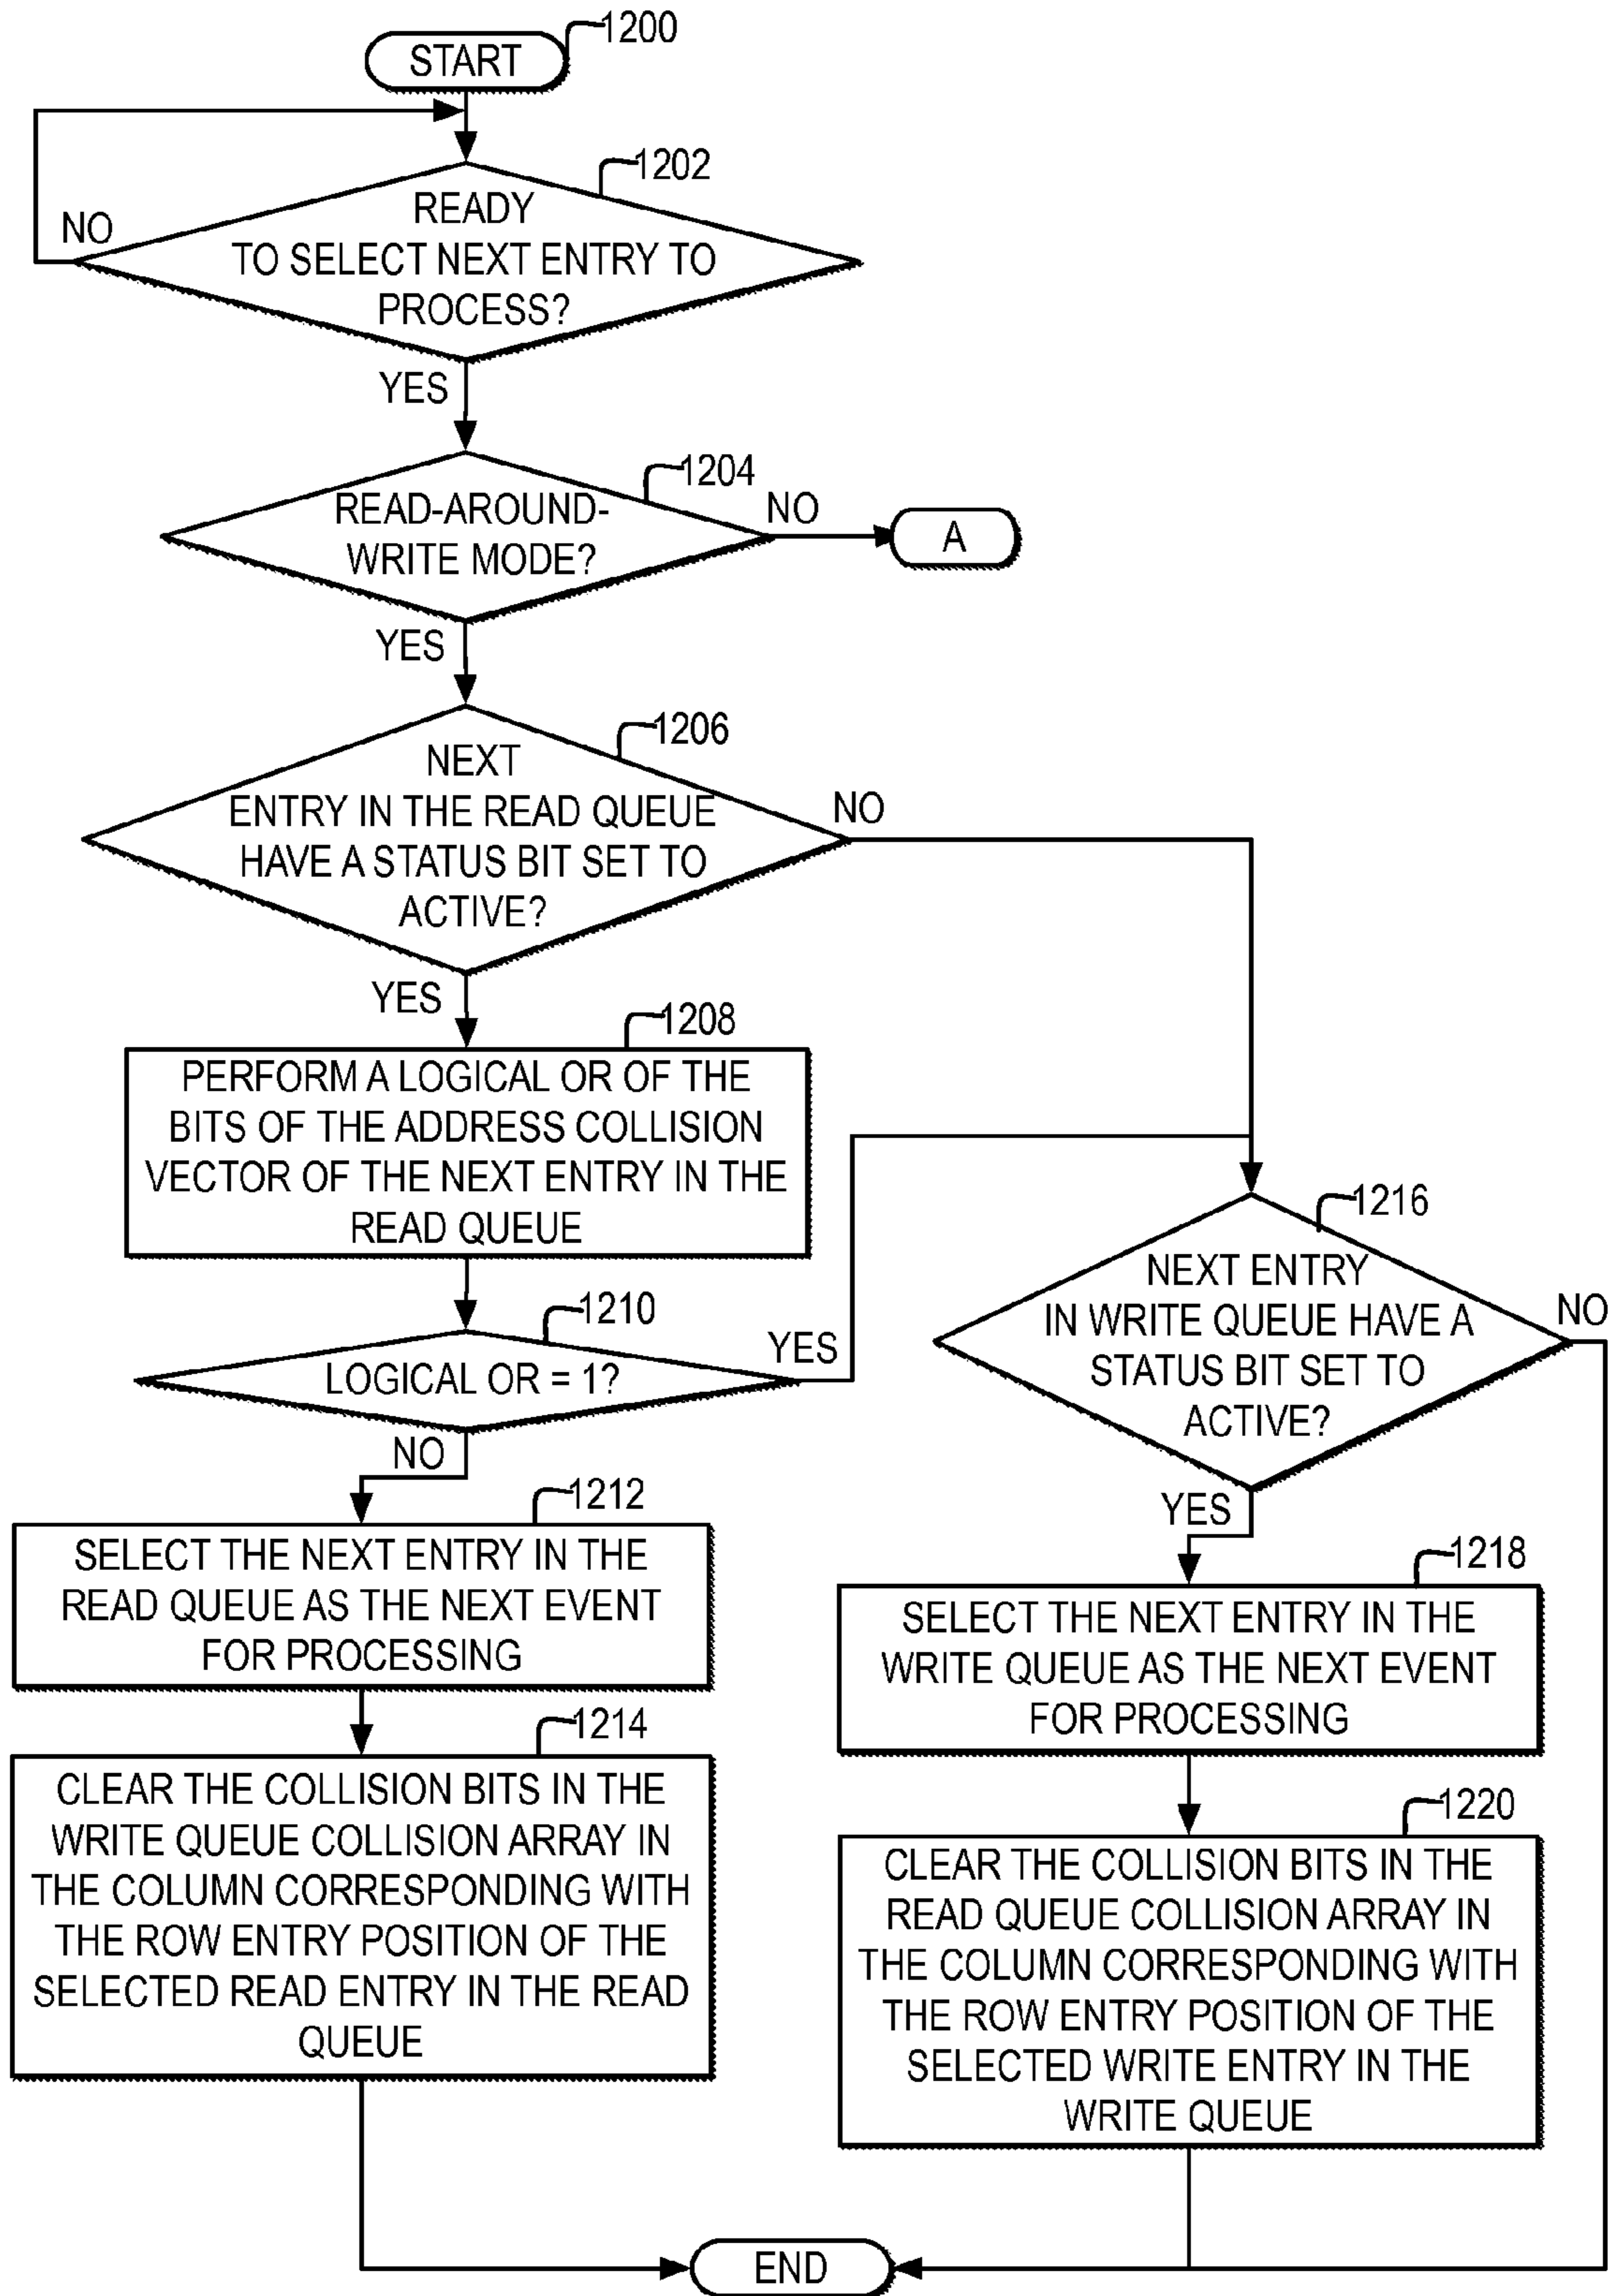 1200
START
1202
READY
TO SELECT NEXT ENTRY TO
PROCESS?
NO
YES
1204
READ-AROUND-
WRITE MODE?
NO
A
YES
1206
NEXT
ENTRY IN THE READ QUEUE
HAVE A STATUS BIT SET TO
ACTIVE?
NO
YES
1208
PERFORM A LOGICAL OR OF THE
BITS OF THE ADDRESS COLLISION
VECTOR OF THE NEXT ENTRY IN THE
READ QUEUE
1210
LOGICAL OR = 1?
YES
NO
1212
SELECT THE NEXT ENTRY IN THE
READ QUEUE AS THE NEXT EVENT
FOR PROCESSING
1214
CLEAR THE COLLISION BITS IN THE
WRITE QUEUE COLLISION ARRAY IN
THE COLUMN CORRESPONDING WITH
THE ROW ENTRY POSITION OF THE
SELECTED READ ENTRY IN THE READ
QUEUE
1216
NEXT ENTRY
IN WRITE QUEUE HAVE A
STATUS BIT SET TO
ACTIVE?
NO
YES
1218
SELECT THE NEXT ENTRY IN THE
WRITE QUEUE AS THE NEXT EVENT
FOR PROCESSING
1220
CLEAR THE COLLISION BITS IN THE
READ QUEUE COLLISION ARRAY IN
THE COLUMN CORRESPONDING WITH
THE ROW ENTRY POSITION OF THE
SELECTED WRITE ENTRY IN THE
WRITE QUEUE
END